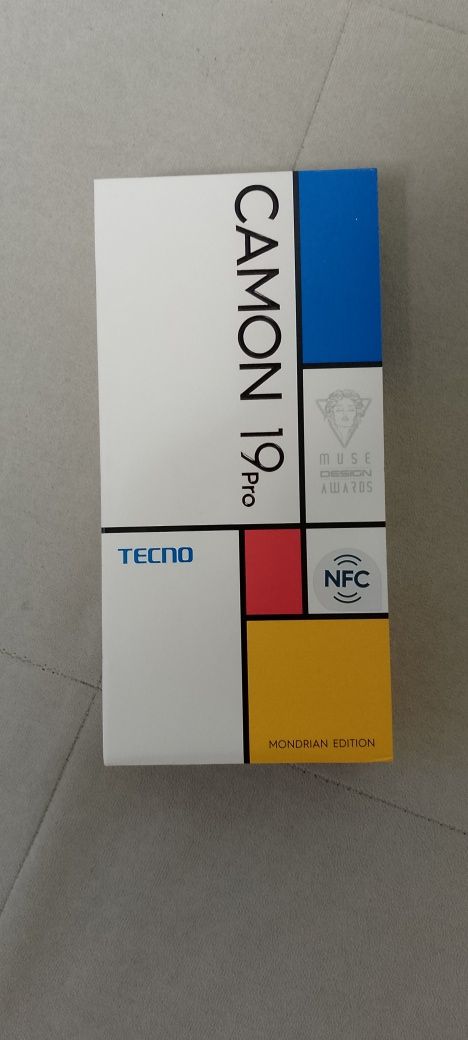 CAMON 19 Pro
MUSE
DESIGN
AWARDS
TECNO
NFC
MONDRIAN EDITION